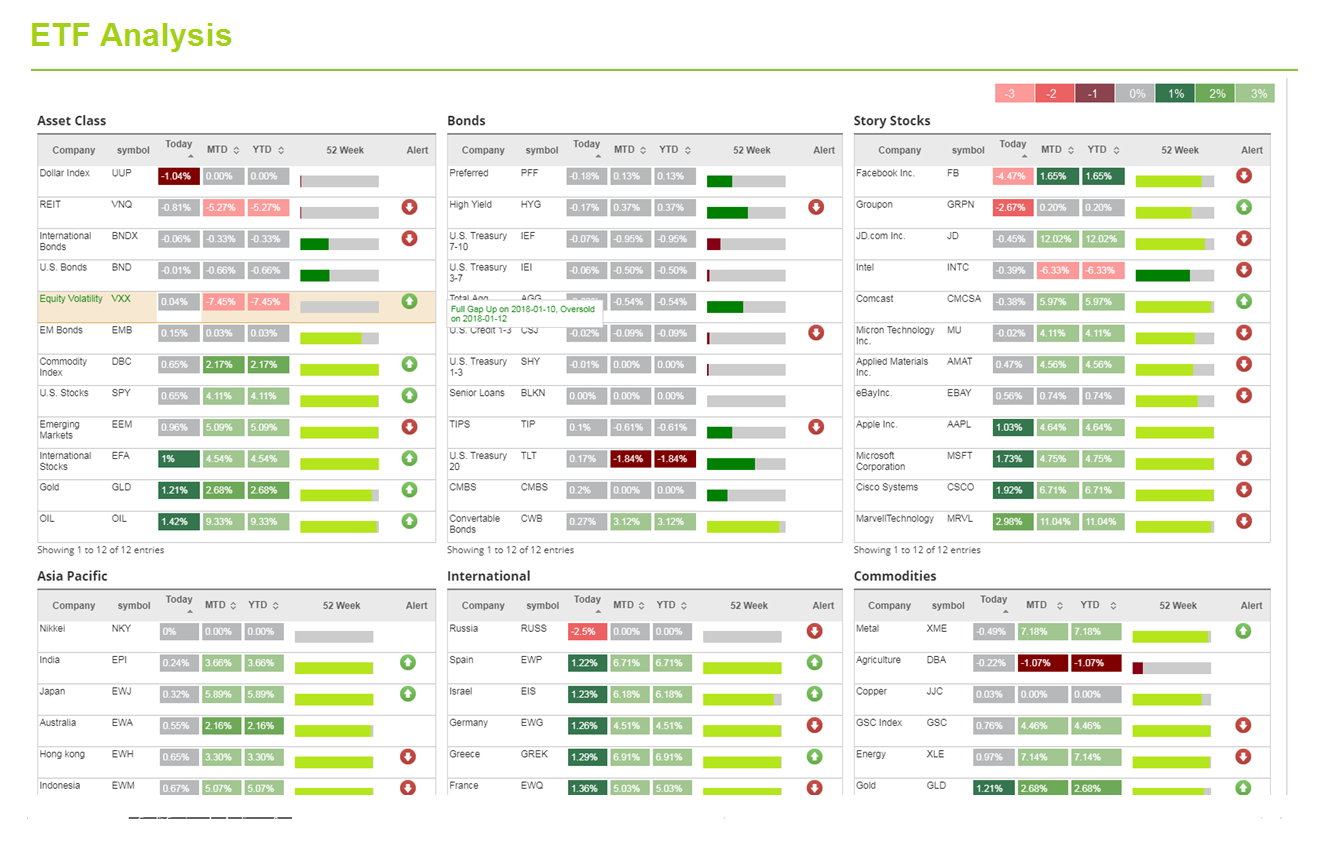 ETF Analysis
-3 -2 -1 0% 1% 2% 3%
Asset Class
Company symbol Today MTD YTD 52 Week Alert
Dollar Index UUP -1.04% 0.00% 0.00%
REIT VNQ -0.81% -5.27% -5.27%
International Bonds BNDX -0.06% -0.33% -0.33%
U.S. Bonds BND -0.01% -0.66% -0.66%
Equity Volatility VXX 0.04% -7.45% -7.45%
EM Bonds EMB 0.15% 0.03% 0.03%
Commodity Index DBC 0.65% 2.17% 2.17%
U.S. Stocks SPY 0.65% 4.11% 4.11%
Emerging Markets EEM 0.96% 5.09% 5.09%
International Stocks EFA 1% 4.54% 4.54%
Gold GLD 1.21% 2.68% 2.68%
OIL OIL 1.42% 9.33% 9.33%
Showing 1 to 12 of 12 entries
Bonds
Company symbol Today MTD YTD 52 Week Alert
Preferred PFF -0.18% 0.13% 0.13%
High Yield HYG -0.17% 0.37% 0.37%
U.S. Treasury 7-10 IEF -0.07% -0.95% -0.95%
U.S. Treasury 3-7 IEI -0.06% -0.50% -0.50%
Total Agg AGG -0.54% -0.54%
Full Gap Up on 2018-01-10, Oversold
on 2018-01-12
U.S. Credit 1-3 CSJ -0.02% -0.09% -0.09%
U.S. Treasury 1-3 SHY -0.01% 0.00% 0.00%
Senior Loans BLKN 0.00% 0.00% 0.00%
TIPS TIP 0.1% -0.61% -0.61%
U.S. Treasury 20 TLT 0.17% -1.84% -1.84%
CMBS CMBS 0.2% 0.00% 0.00%
Convertable Bonds CWB 0.27% 3.12% 3.12%
Showing 1 to 12 of 12 entries
Story Stocks
Company symbol Today MTD YTD 52 Week Alert
Facebook Inc. FB -4.47% 1.65% 1.65%
Groupon GRPN -2.67% 0.20% 0.20%
JD.com Inc. JD -0.45% 12.02% 12.02%
Intel INTC -0.39% -6.33% -6.33%
Comcast CMCSA -0.38% 5.97% 5.97%
Micron Technology Inc. MU -0.02% 4.11% 4.11%
Applied Materials Inc. AMAT 0.47% 4.56% 4.56%
eBayInc. EBAY 0.56% 0.74% 0.74%
Apple Inc. AAPL 1.03% 4.64% 4.64%
Microsoft Corporation MSFT 1.73% 4.75% 4.75%
Cisco Systems CSCO 1.92% 6.71% 6.71%
MarvellTechnology MRVL 2.98% 11.04% 11.04%
Showing 1 to 12 of 12 entries
Asia Pacific
Company symbol Today MTD YTD 52 Week Alert
Nikkei NKY 0% 0.00% 0.00%
India EPI 0.24% 3.66% 3.66%
Japan EWJ 0.32% 5.89% 5.89%
Australia EWA 0.55% 2.16% 2.16%
Hong kong EWH 0.65% 3.30% 3.30%
Indonesia EWM 0.67% 5.07% 5.07%
International
Company symbol Today MTD YTD 52 Week Alert
Russia RUSS -2.5% 0.00% 0.00%
Spain EWP 1.22% 6.71% 6.71%
Israel EIS 1.23% 6.18% 6.18%
Germany EWG 1.26% 4.51% 4.51%
Greece GREK 1.29% 6.91% 6.91%
France EWQ 1.36% 5.03% 5.03%
Commodities
Company symbol Today MTD YTD 52 Week Alert
Metal XME -0.49% 7.18% 7.18%
Agriculture DBA -0.22% -1.07% -1.07%
Copper JJC 0.03% 0.00% 0.00%
GSC Index GSC 0.76% 4.46% 4.46%
Energy XLE 0.97% 7.14% 7.14%
Gold GLD 1.21% 2.68% 2.68%